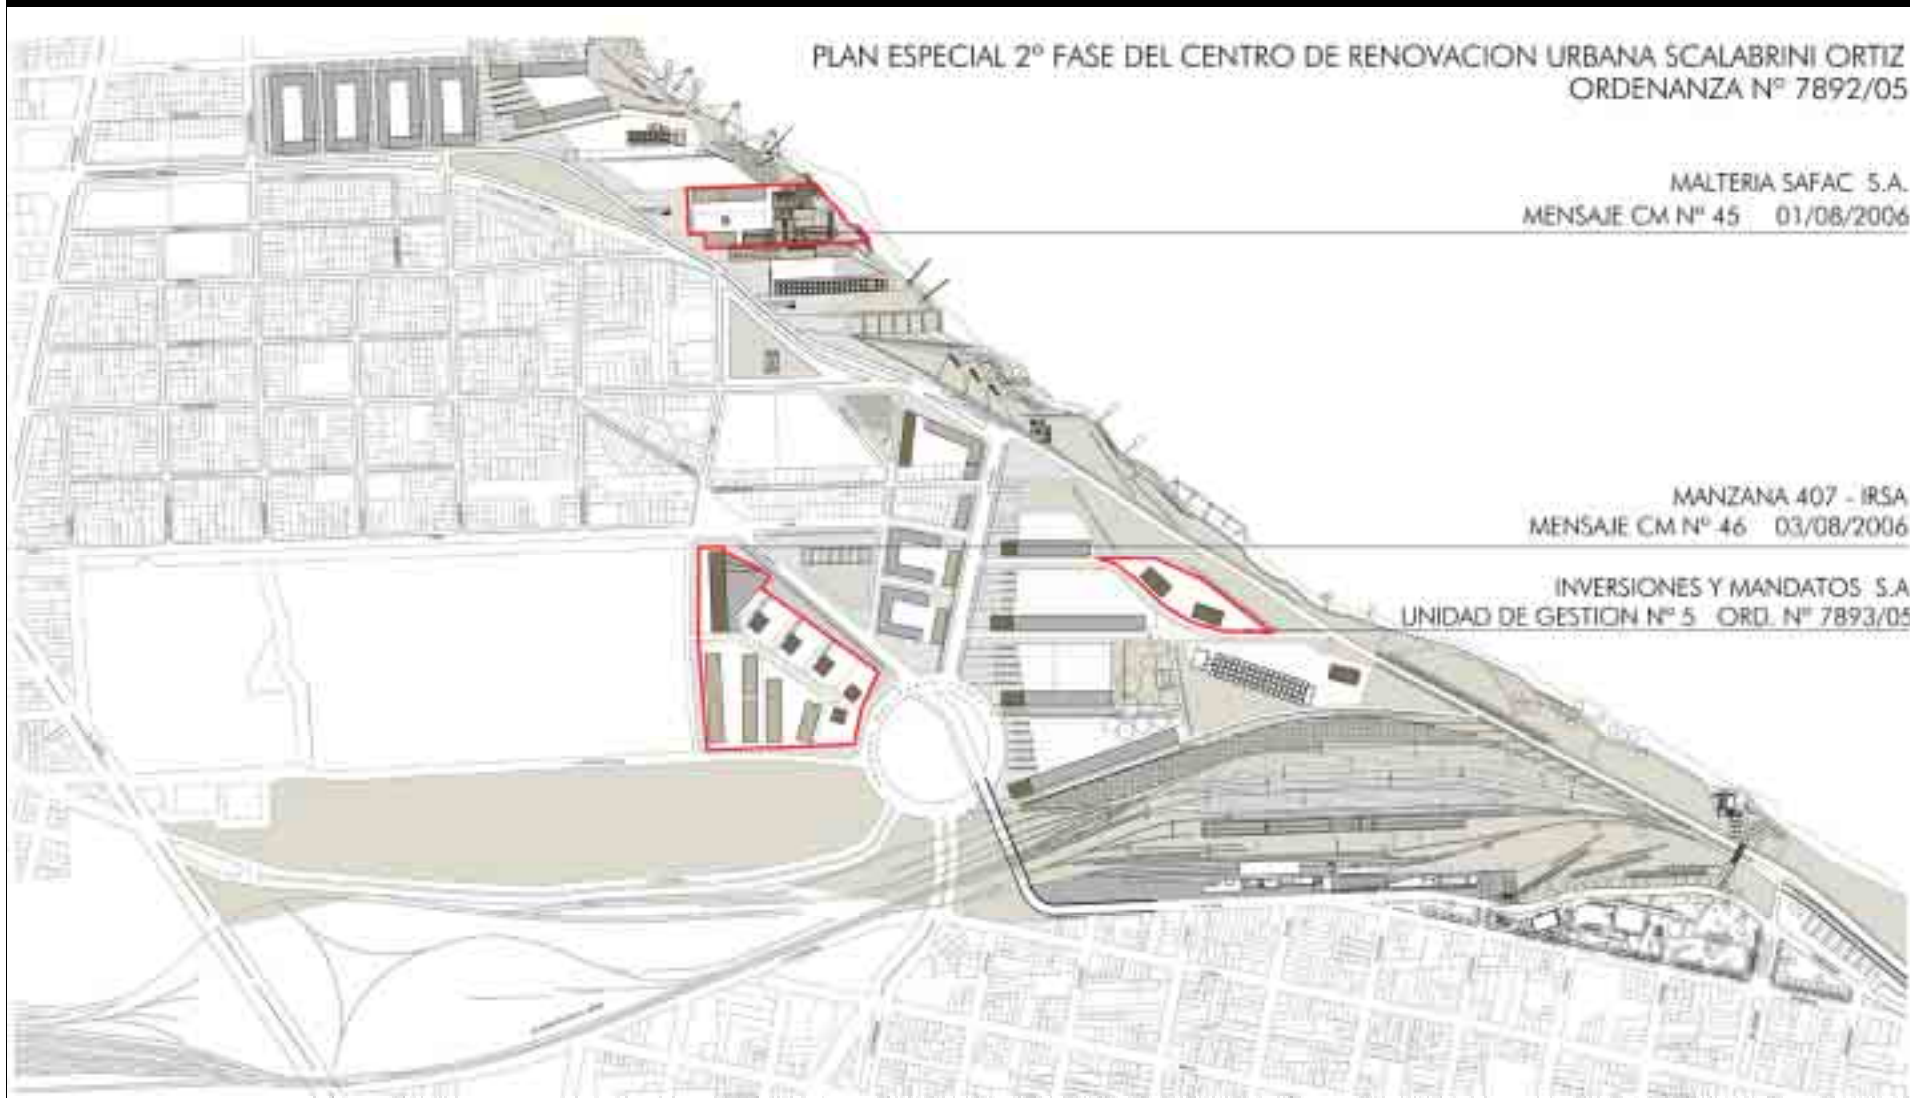 PLAN ESPECIAL 2º FASE DEL CENTRO DE RENOVACION URBANA SCALABRINI ORTIZ
ORDENANZA Nº 7892/05
MALTERIA SAFAC S.A.
MENSAJE CM Nº 45 01/08/2006
MANZANA 407 - IRSA
MENSAJE CM Nº 46 03/08/2006
INVERSIONES Y MANDATOS S.A
UNIDAD DE GESTION Nº 5 ORD. Nº 7893/05